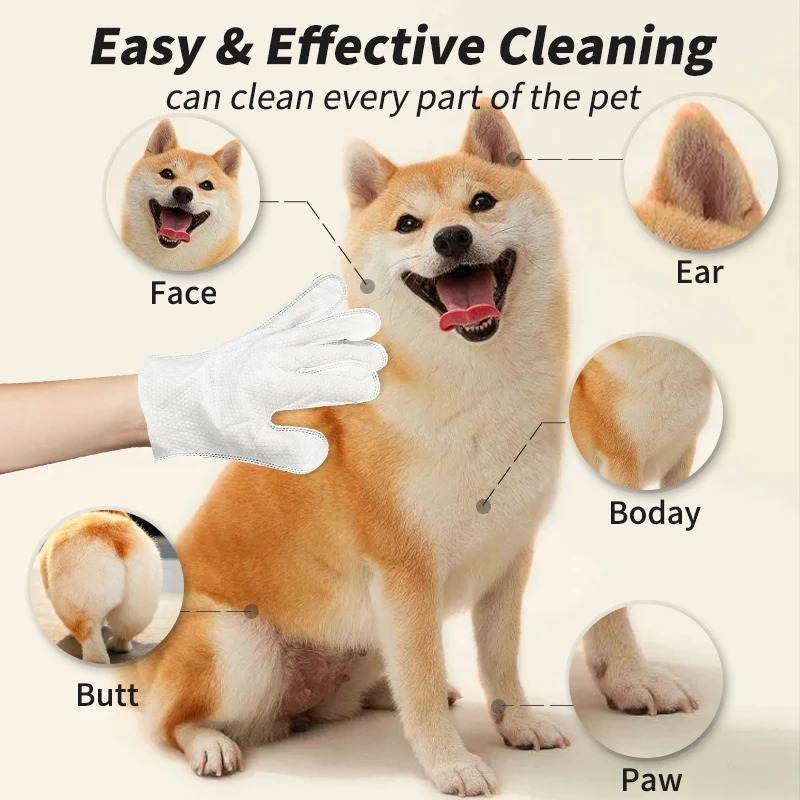 Easy & Effective Cleaning
can clean every part of the pet
Face
Ear
Boday
Butt
Paw